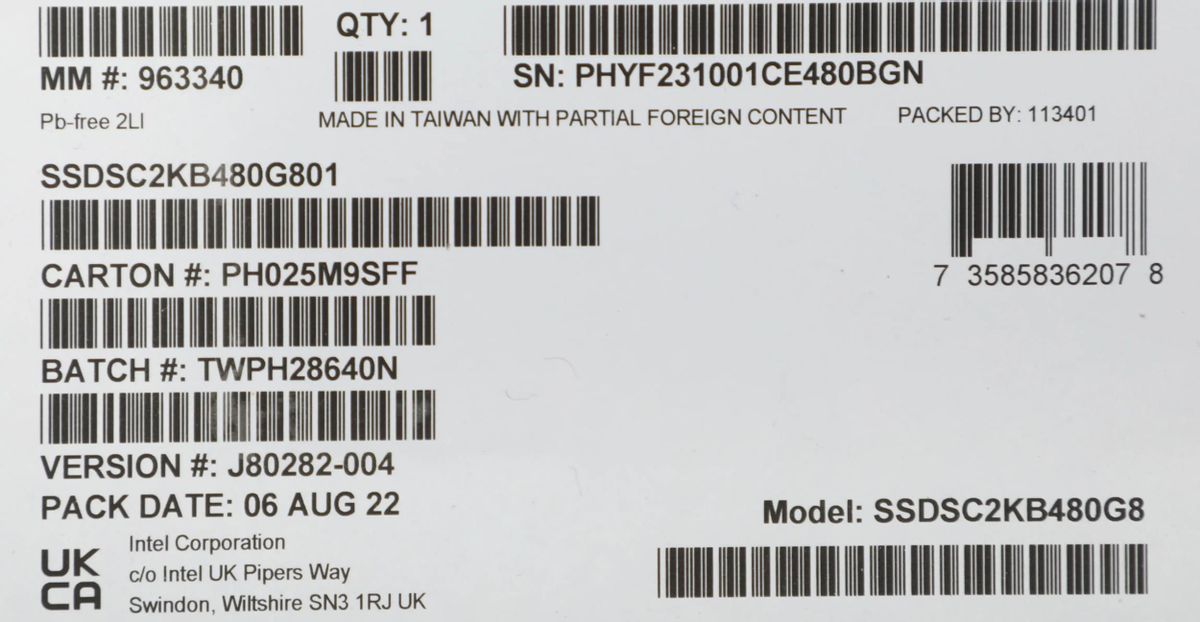 QTY: 1
MM #: 963340
SN: PHYF231001CE480BGN
Pb-free 2LI
MADE IN TAIWAN WITH PARTIAL FOREIGN CONTENT
PACKED BY: 113401
SSDSC2KB480G801
7 3585836207 8
CARTON #: PH025M9SFF
BATCH #: TWPH28640N
VERSION #: J80282-004
PACK DATE: 06 AUG 22
Model: SSDSC2KB480G8
UK
CA
Intel Corporation
c/o Intel UK Pipers Way
Swindon, Wiltshire SN3 1RJ UK